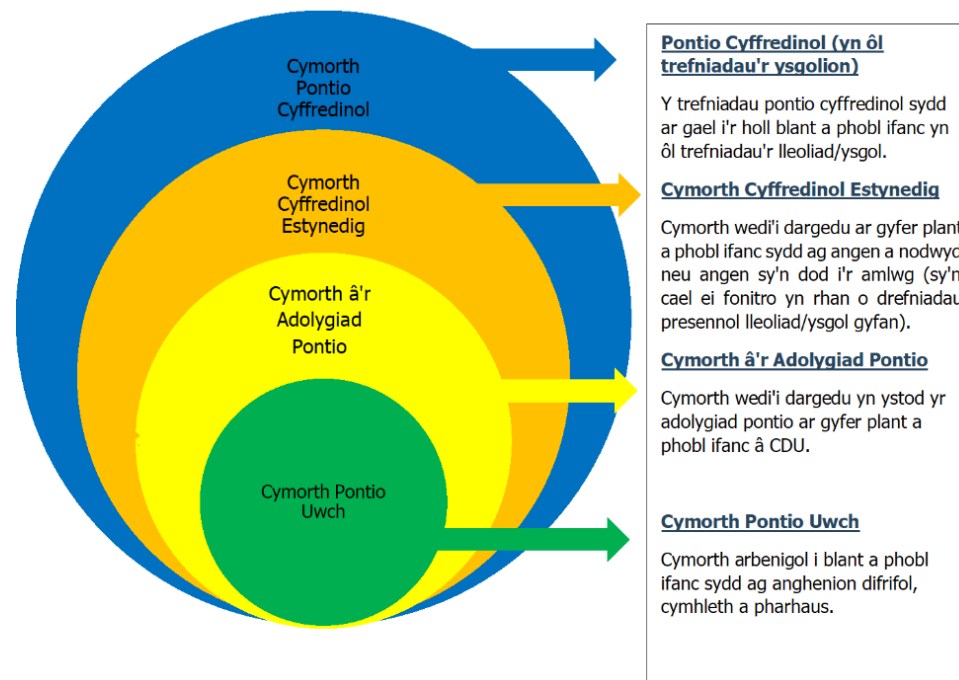 Cymorth
Pontio
Cyffredinol
Cymorth
Cyffredinol
Estynedig
Cymorth â'r
Adolygiad
Pontio
Cymorth Pontio
Uwch
Pontio Cyffredinol (yn ôl
trefniadau'r ysgolion)
Y trefniadau pontio cyffredinol sydd
ar gael i'r holl blant a phobl ifanc yn
ôl trefniadau'r lleoliad/ysgol.
Cymorth Cyffredinol Estynedig
Cymorth wedi'i dargedu ar gyfer plant
a phobl ifanc sydd ag angen a nodwyd
neu angen sy'n dod i'r amlwg (sy'n
cael ei fonitro yn rhan o drefniadau
presennol lleoliad/ysgol gyfan).
Cymorth â'r Adolygiad Pontio
Cymorth wedi'i dargedu yn ystod yr
adolygiad pontio ar gyfer plant a
phobl ifanc â CDU.
Cymorth Pontio Uwch
Cymorth arbenigol i blant a phobl
ifanc sydd ag anghenion difrifol,
cymhleth a pharhaus.